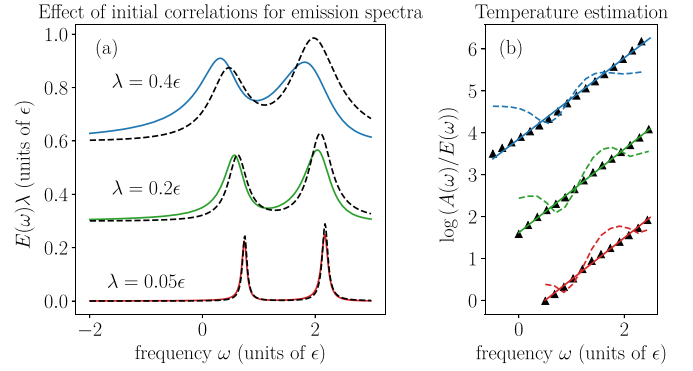 Effect of initial correlations for emission spectra
(a)
λ = 0.4ϵ
λ = 0.2ϵ
λ = 0.05ϵ
E(ω)λ (units of ϵ)
1.0
0.8
0.6
0.4
0.2
0.0
−2
0
2
frequency ω (units of ϵ)
Temperature estimation
(b)
log (A(ω)/E(ω))
6
5
4
3
2
1
0
0
2
frequency ω (units of ϵ)